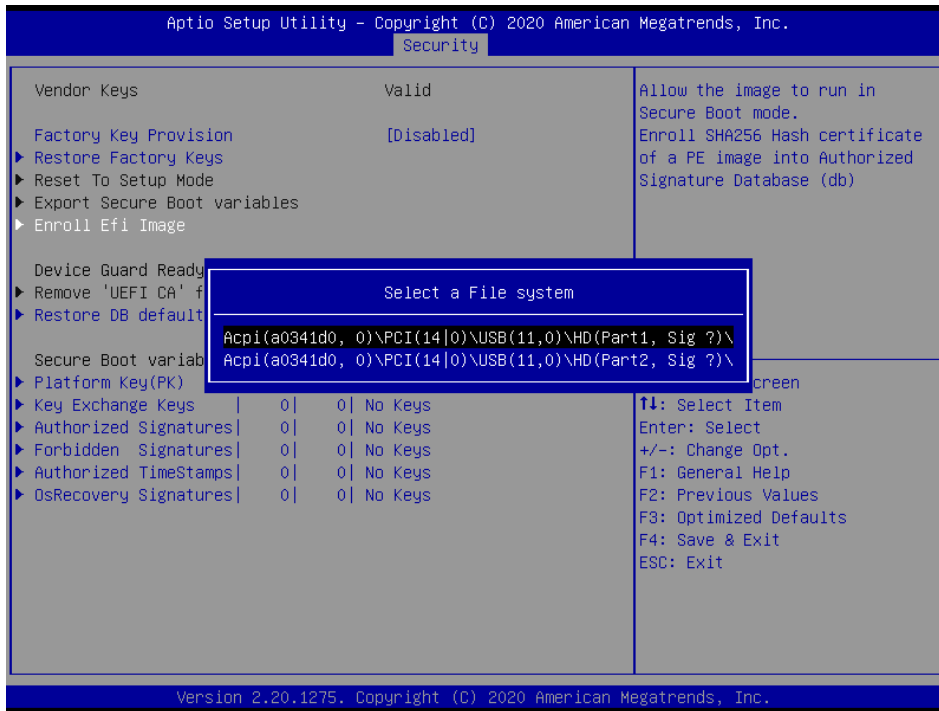 Aptio Setup Utility – Copyright (C) 2020 American Megatrends, Inc.
Security
Vendor Keys Valid
Factory Key Provision [Disabled]
Restore Factory Keys
Reset To Setup Mode
Export Secure Boot variables
Enroll Efi Image
Device Guard Ready
Remove 'UEFI CA' f
Restore DB default
Secure Boot variab
Platform Key(PK)
Key Exchange Keys | 0| 0| No Keys
Authorized Signatures| 0| 0| No Keys
Forbidden Signatures| 0| 0| No Keys
Authorized TimeStamps| 0| 0| No Keys
OsRecovery Signatures| 0| 0| No Keys
Select a File system
Acpi(a0341d0, 0)\PCI(14|0)\USB(11,0)\HD(Part1, Sig ?)\
Acpi(a0341d0, 0)\PCI(14|0)\USB(11,0)\HD(Part2, Sig ?)\
Allow the image to run in
Secure Boot mode.
Enroll SHA256 Hash certificate
of a PE image into Authorized
Signature Database (db)
creen
↑↓: Select Item
Enter: Select
+/-: Change Opt.
F1: General Help
F2: Previous Values
F3: Optimized Defaults
F4: Save & Exit
ESC: Exit
Version 2.20.1275. Copyright (C) 2020 American Megatrends, Inc.